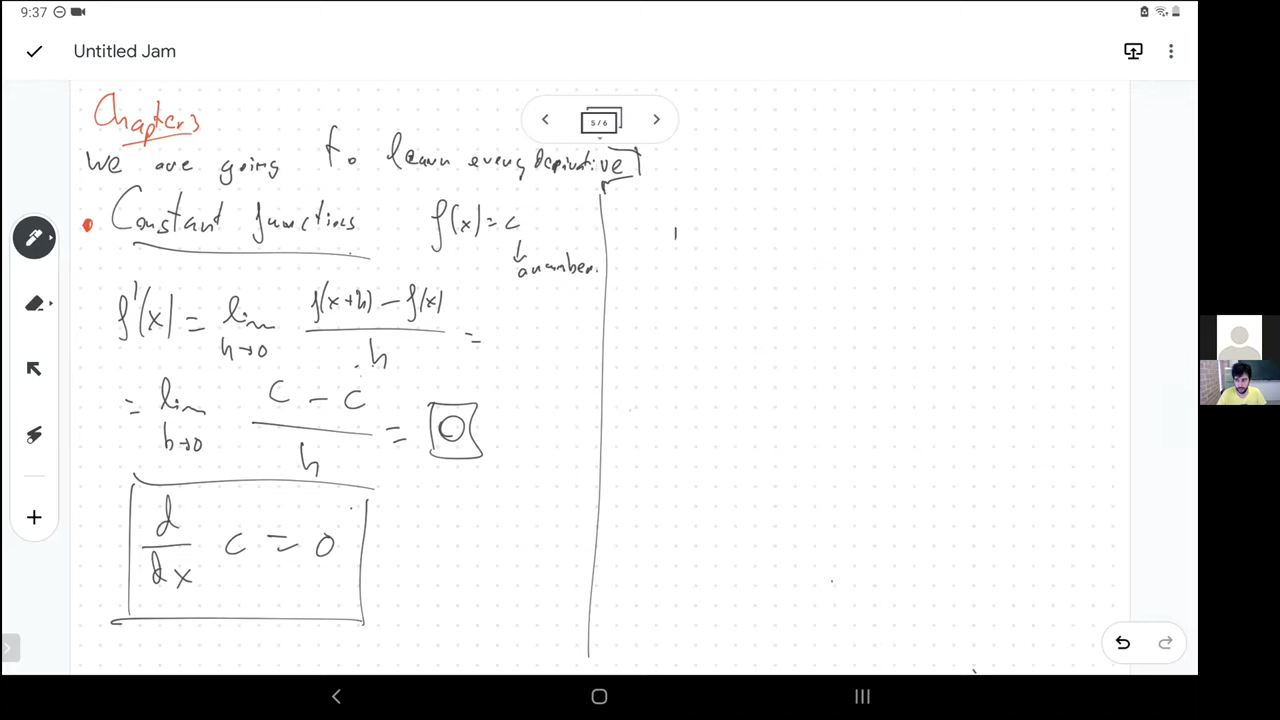 9:37
Untitled Jam
5 / 6
Chapter 3
We are going to learn every derivative
• Constant functions f(x) = c
↓
a number.
f'(x) = lim h→0 f(x+h) - f(x) / h =
= lim h→0 c - c / h = 0
d/dx c = 0